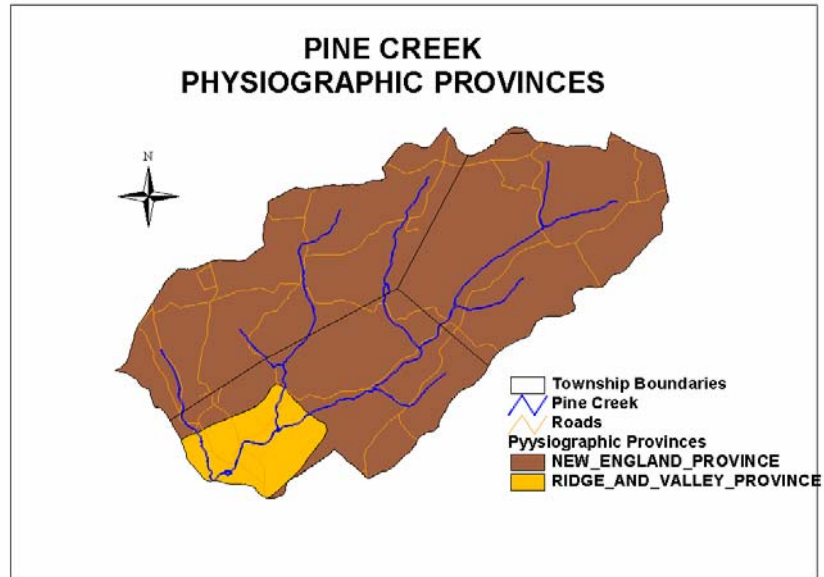 PINE CREEK
PHYSIOGRAPHIC PROVINCES
N
Township Boundaries
Pine Creek
Roads
Pyysiographic Provinces
NEW_ENGLAND_PROVINCE
RIDGE_AND_VALLEY_PROVINCE